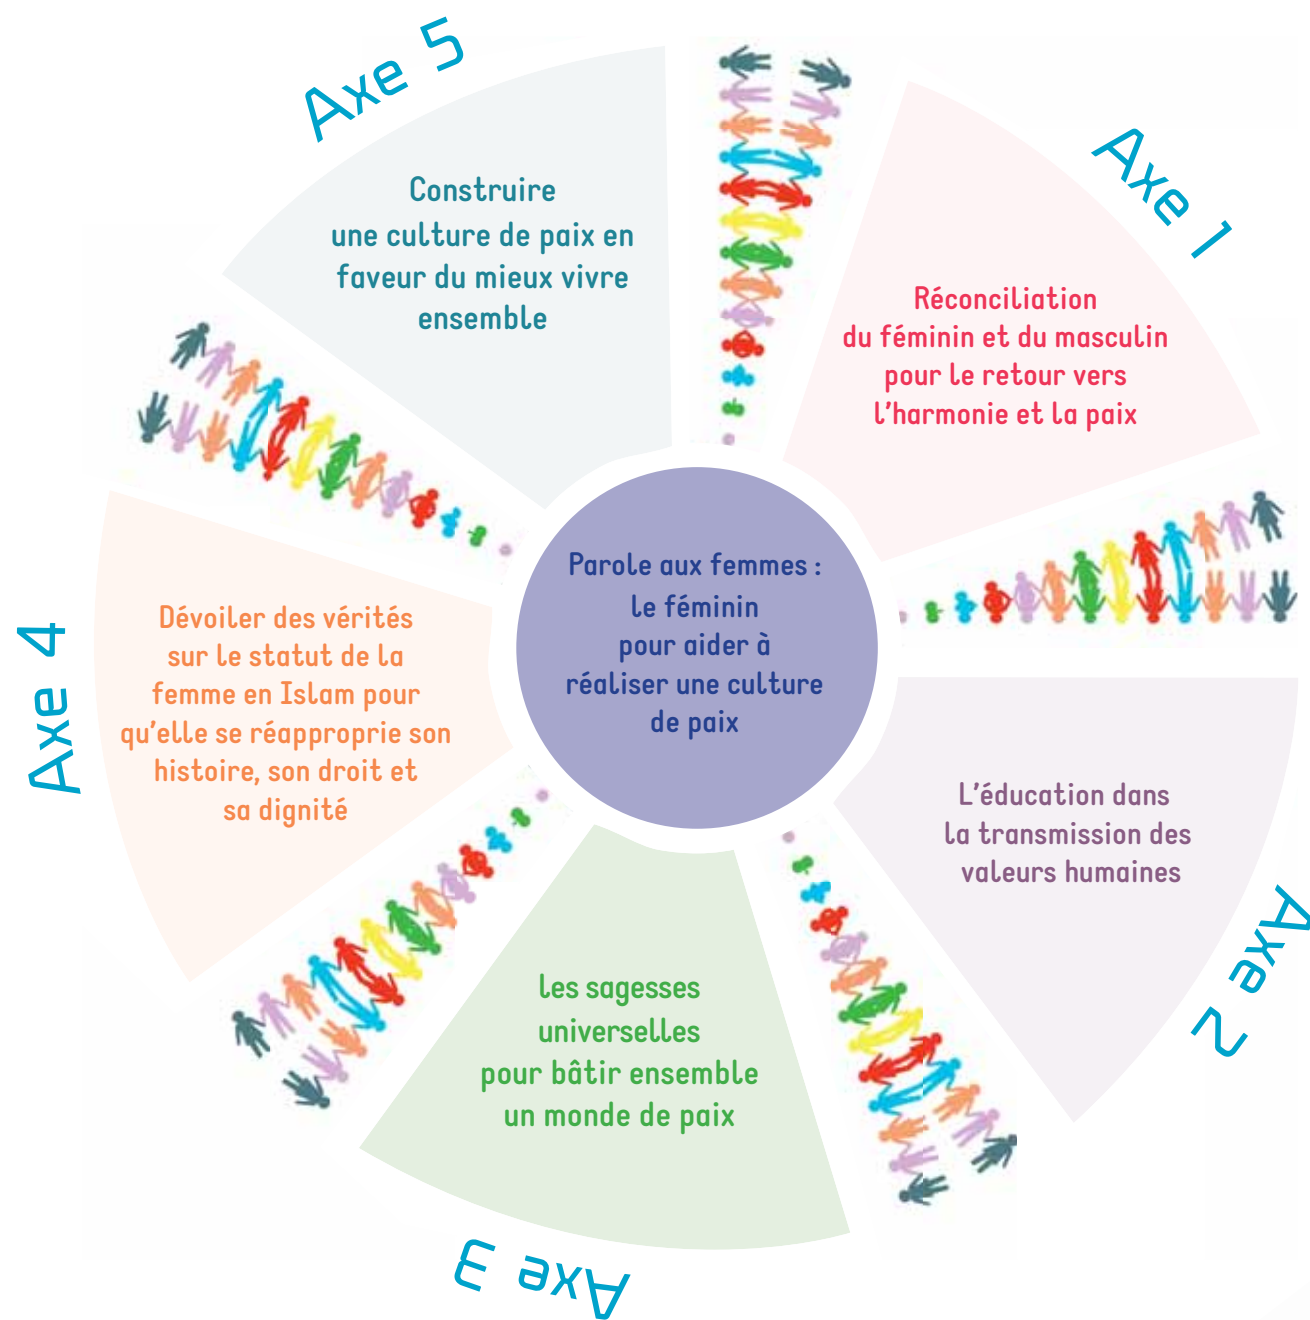 Parole aux femmes :
le féminin
pour aider à
réaliser une culture
de paix
Axe 1
Réconciliation
du féminin et du masculin
pour le retour vers
l'harmonie et la paix
Axe 2
L'éducation dans
la transmission des
valeurs humaines
Axe 3
les sagesses
universelles
pour bâtir ensemble
un monde de paix
Axe 4
Dévoiler des vérités
sur le statut de la
femme en Islam pour
qu'elle se réapproprie son
histoire, son droit et
sa dignité
Axe 5
Construire
une culture de paix en
faveur du mieux vivre
ensemble